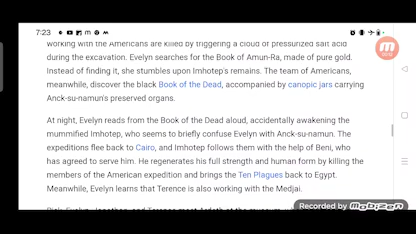 7:23
working with the Americans are killed by triggering a cloud of pressurized salt acid
during the excavation. Evelyn searches for the Book of Amun-Ra, made of pure gold.
Instead of finding it, she stumbles upon Imhotep's remains. The team of Americans,
meanwhile, discover the black Book of the Dead, accompanied by canopic jars carrying
Anck-su-namun's preserved organs.
At night, Evelyn reads from the Book of the Dead aloud, accidentally awakening the
mummified Imhotep, who seems to briefly confuse Evelyn with Anck-su-namun. The
expeditions flee back to Cairo, and Imhotep follows them with the help of Beni, who
has agreed to serve him. He regenerates his full strength and human form by killing the
members of the American expedition and brings the Ten Plagues back to Egypt.
Meanwhile, Evelyn learns that Terence is also working with the Medjai.
Recorded by mobizen